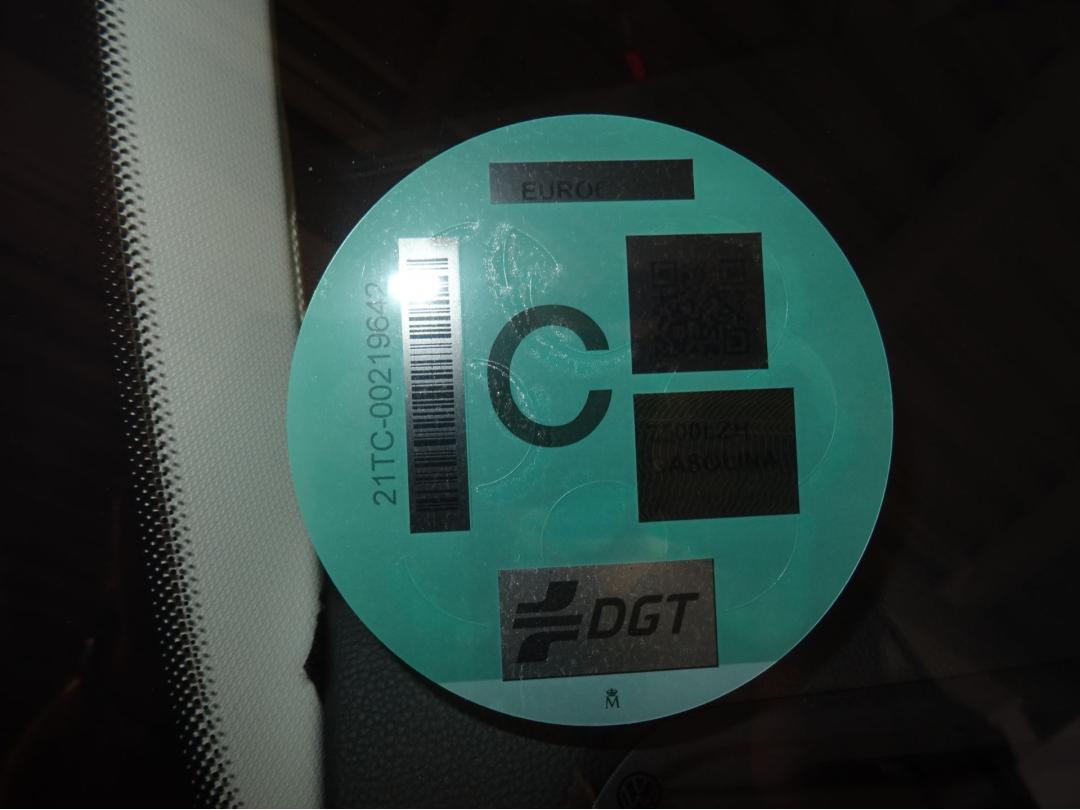 EURO6
21TC-00219642
C
GASOLINA
DGT
M